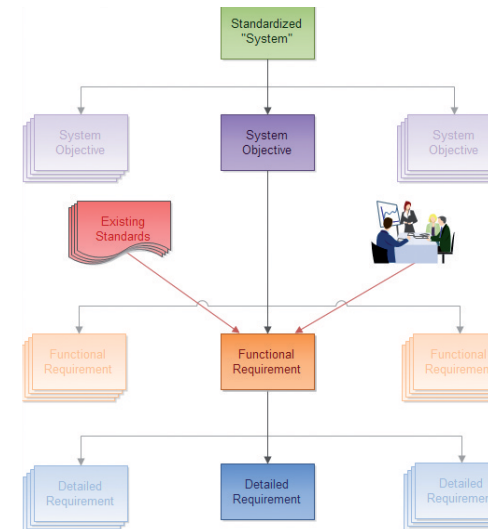 Standardized
"System"
System
Objective
System
Objective
System
Objective
Existing
Standards
Functional
Requirement
Functional
Requirement
Functional
Requirement
Detailed
Requirement
Detailed
Requirement
Detailed
Requirement